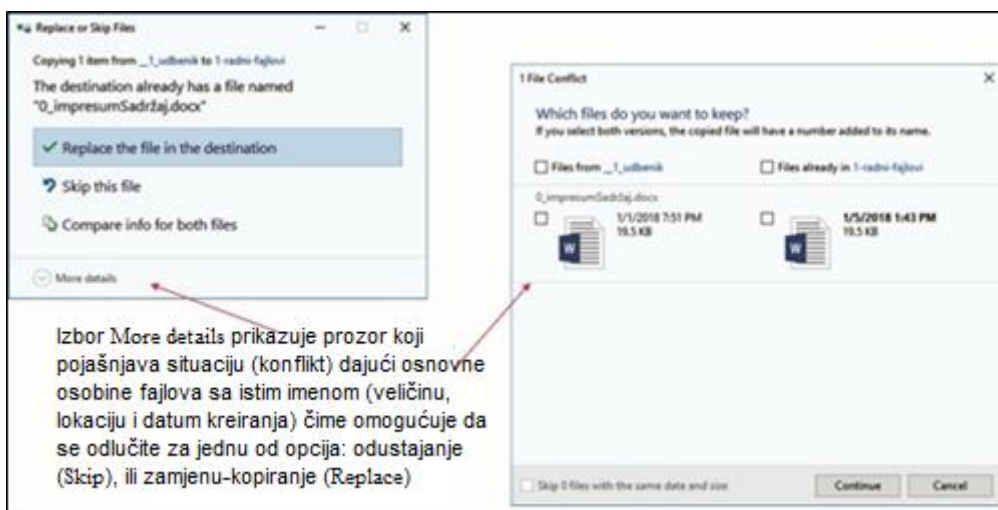 Replace or Skip Files
Copying 1 item from __1_udbenik to 1-radni-fajlovi
The destination already has a file named
"0_impresumSadržaj.docx"
Replace the file in the destination
Skip this file
Compare info for both files
More details
1 File Conflict
Which files do you want to keep?
If you select both versions, the copied file will have a number added to its name.
Files from __1_udbenik
Files already in 1-radni-fajlovi
0_impresumSadržaj.docx
1/1/2018 7:51 PM
19.5 KB
1/5/2018 1:43 PM
19.5 KB
Skip 0 files with the same date and size
Continue
Cancel
Izbor More details prikazuje prozor koji
pojašnjava situaciju (konflikt) dajući osnovne
osobine fajlova sa istim imenom (veličinu,
lokaciju i datum kreiranja) čime omogućuje da
se odlučite za jednu od opcija: odustajanje
(Skip), ili zamjenu-kopiranje (Replace)